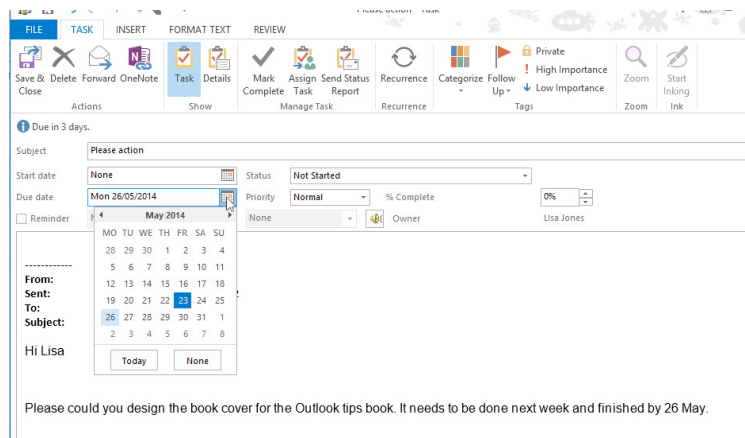 Please action - Task
FILE TASK INSERT FORMAT TEXT REVIEW
Save & Close Delete Forward OneNote Task Details Mark Complete Assign Task Send Status Report Recurrence Categorize Follow Up Private High Importance Low Importance Zoom Start Inking
Actions Show Manage Task Recurrence Tags Zoom Ink
Due in 3 days.
Subject Please action
Start date None Status Not Started
Due date Mon 26/05/2014 Priority Normal % Complete 0%
Reminder None Owner Lisa Jones
May 2014
MO TU WE TH FR SA SU
28 29 30 1 2 3 4
5 6 7 8 9 10 11
12 13 14 15 16 17 18
19 20 21 22 23 24 25
26 27 28 29 30 31 1
2 3 4 5 6 7 8
Today None
------------
From:
Sent:
To:
Subject:
Hi Lisa
Please could you design the book cover for the Outlook tips book. It needs to be done next week and finished by 26 May.